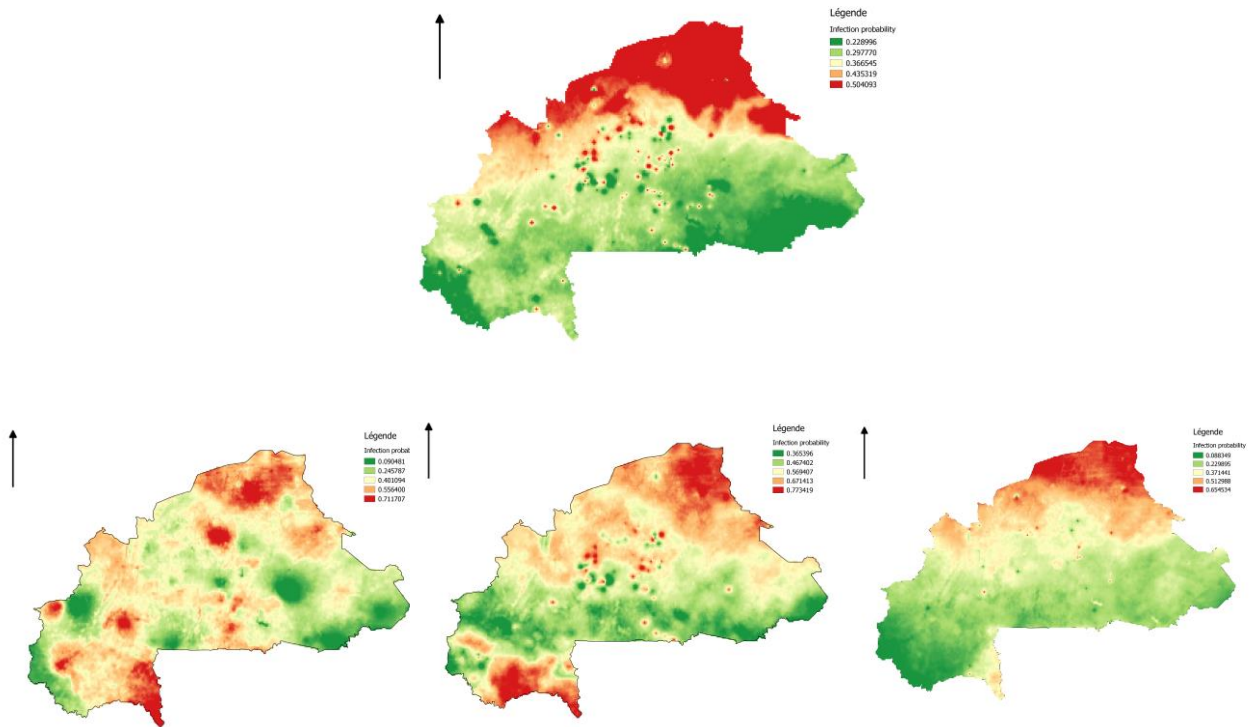 Légende
Infection probability
0.228996
0.297770
0.366545
0.435319
0.504093
Légende
Infection probabt
0.090481
0.245787
0.481094
0.556400
0.711707
Légende
Infection probability
0.365396
0.467402
0.569407
0.671413
0.773419
Légende
Infection probability
0.088349
0.229895
0.371441
0.512988
0.654534